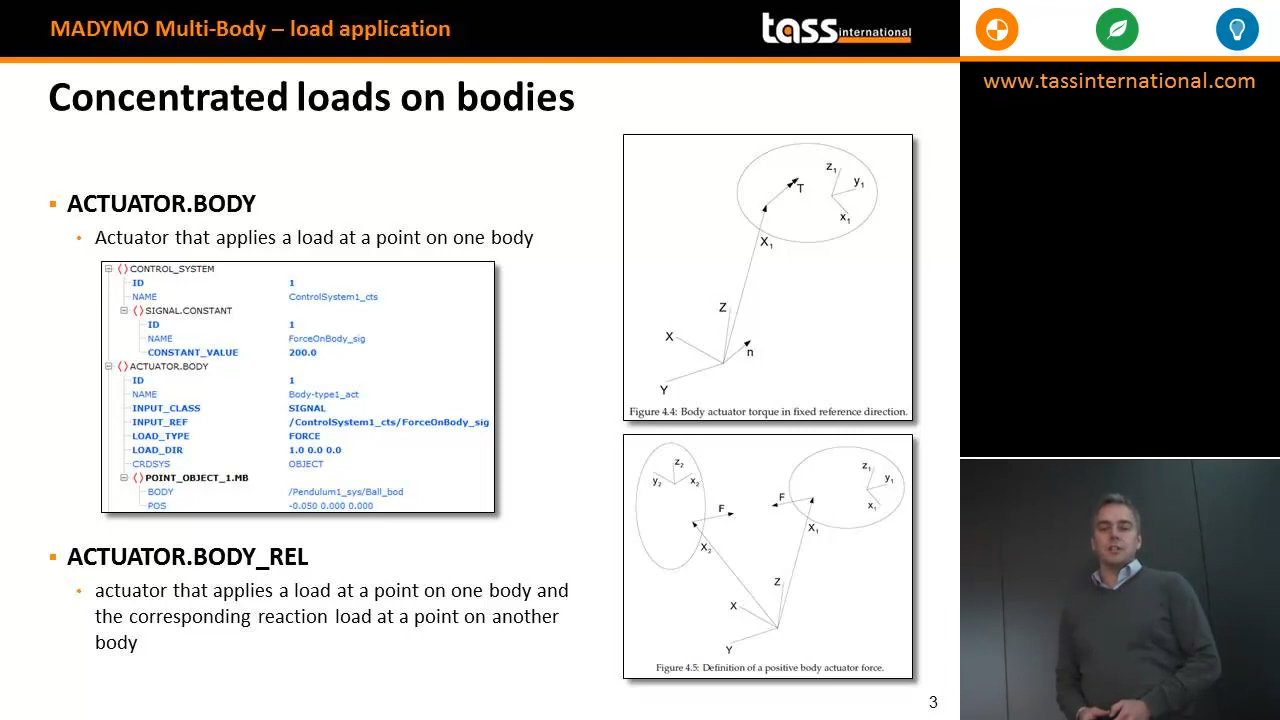 MADYMO Multi-Body – load application
tass international
www.tassinternational.com
Concentrated loads on bodies
▪ ACTUATOR.BODY
• Actuator that applies a load at a point on one body
CONTROL_SYSTEM
ID 1
NAME ControlSystem1_cts
SIGNAL.CONSTANT
ID 1
NAME ForceOnBody_sig
CONSTANT_VALUE 200.0
ACTUATOR.BODY
ID 1
NAME Body-type1_act
INPUT_CLASS SIGNAL
INPUT_REF /ControlSystem1_cts/ForceOnBody_sig
LOAD_TYPE FORCE
LOAD_DIR 1.0 0.0 0.0
CRDSYS OBJECT
POINT_OBJECT_1.MB
BODY /Pendulum1_sys/Ball_bod
POS -0.050 0.000 0.000
▪ ACTUATOR.BODY_REL
• actuator that applies a load at a point on one body and
the corresponding reaction load at a point on another
body
z1
T
y1
x1
X1
Z
X
n
Y
Figure 4.4: Body actuator torque in fixed reference direction.
z2
y2
x2
F
X2
z1
y1
F
x1
X1
Z
X
Y
Figure 4.5: Definition of a positive body actuator force.
3